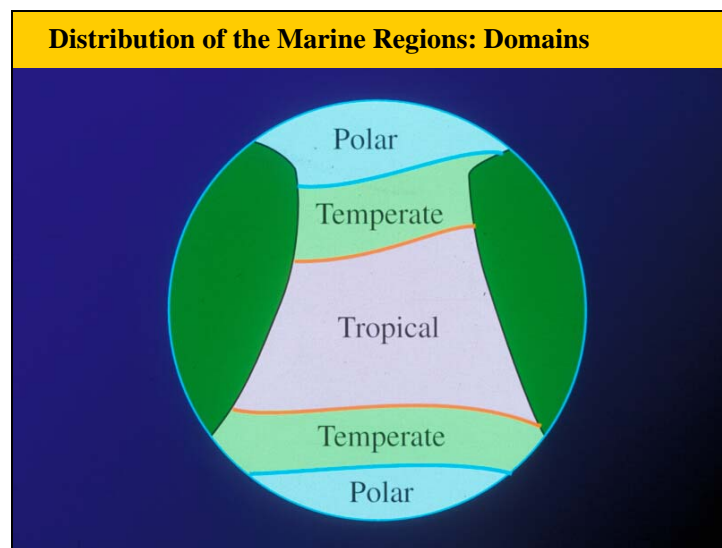 Distribution of the Marine Regions: Domains
Polar
Temperate
Tropical
Temperate
Polar